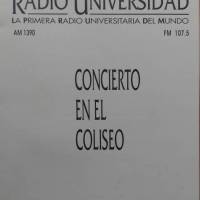 RADIO UNIVERSIDAD
LA PRIMERA RADIO UNIVERSITARIA DEL MUNDO
AM 1390 FM 107.5
CONCIERTO
EN EL
COLISEO